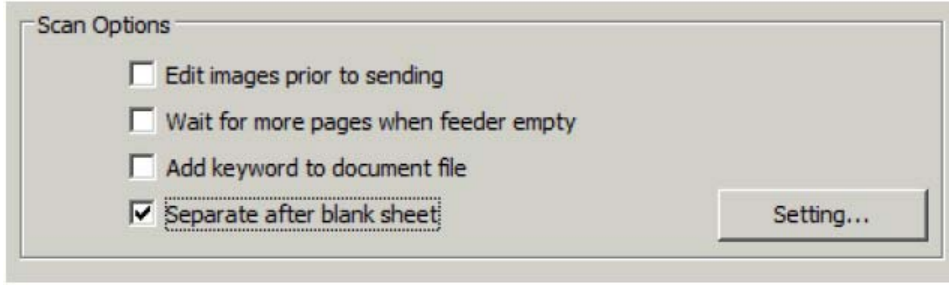 Scan Options
Edit images prior to sending
Wait for more pages when feeder empty
Add keyword to document file
Separate after blank sheet
Setting...